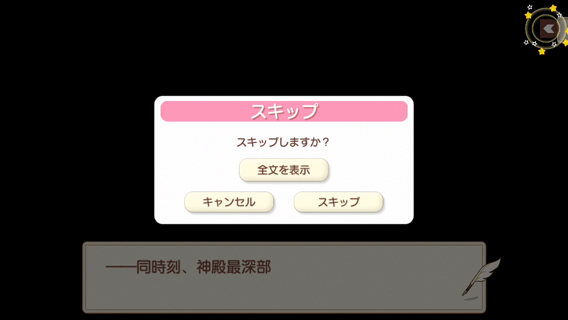 スキップ
スキップしますか？
全文を表示
キャンセル
スキップ
――同時刻、神殿最深部